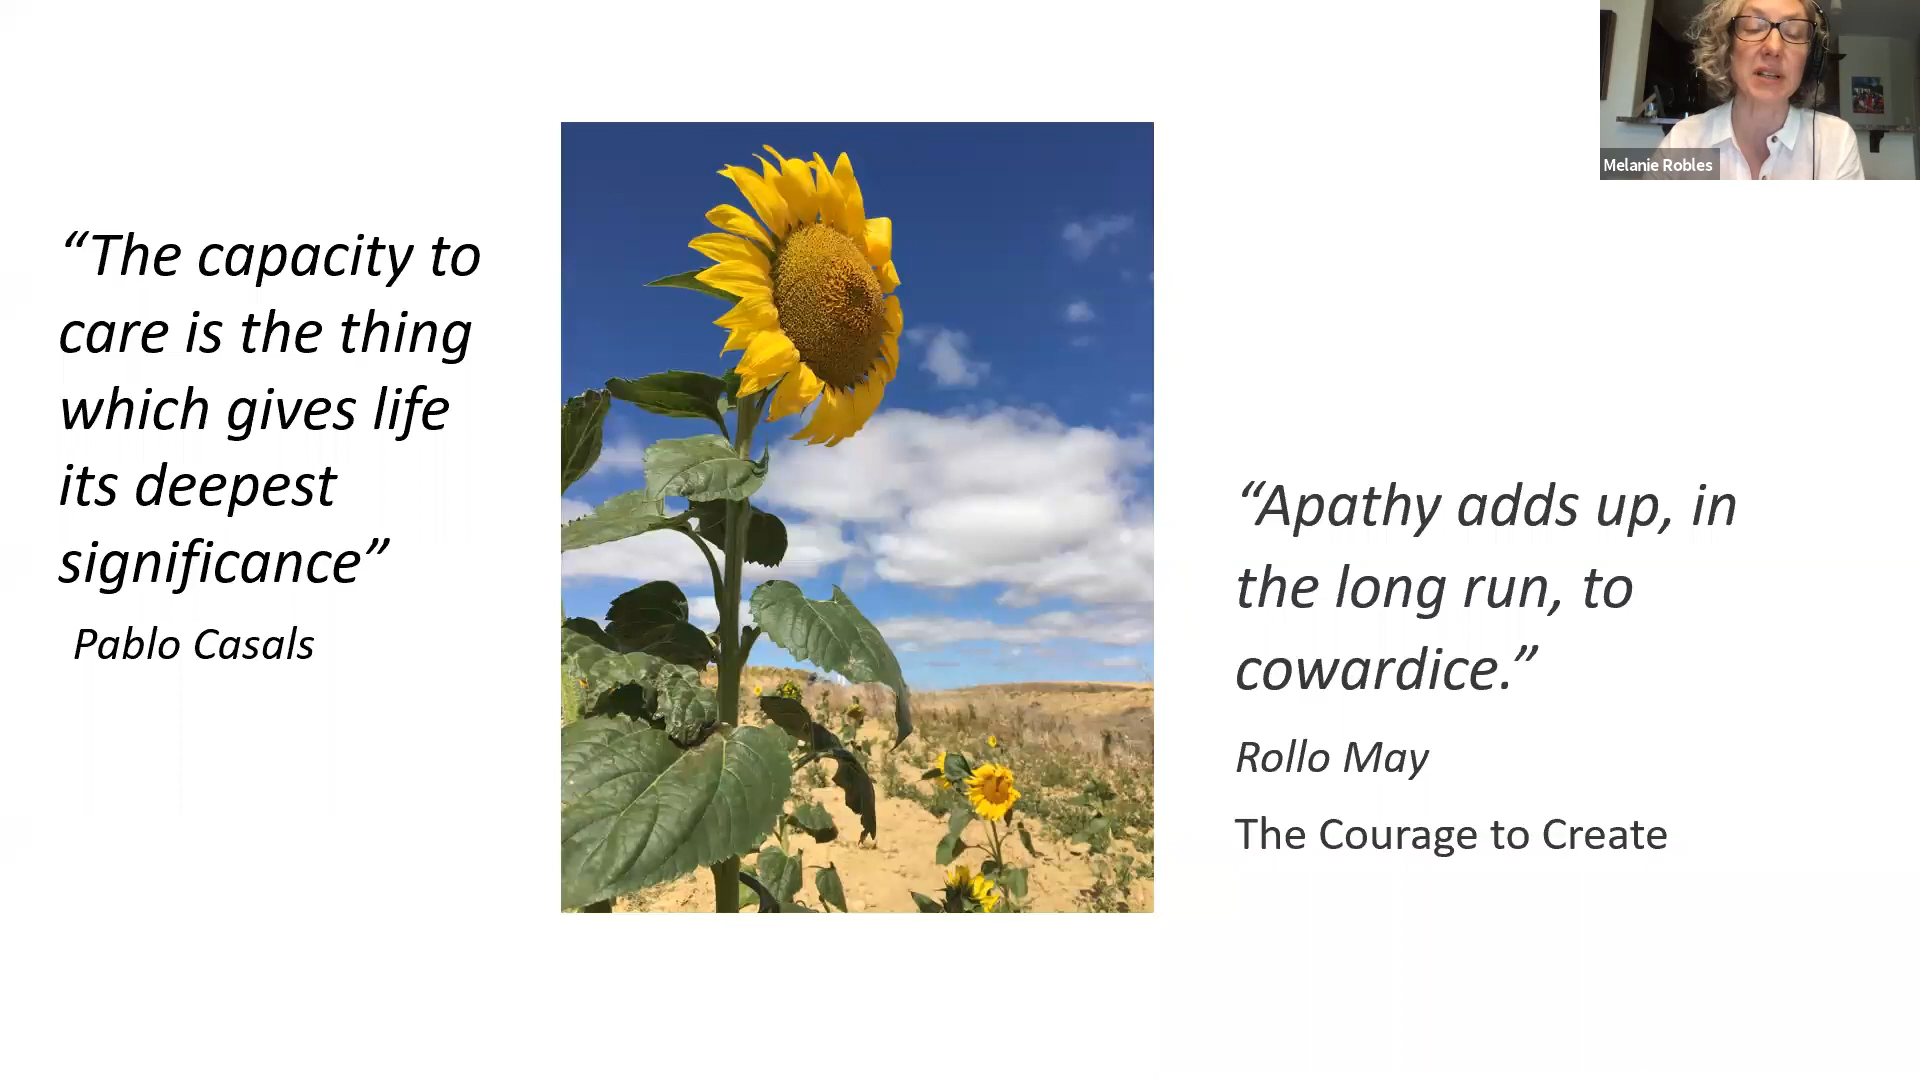 “The capacity to
care is the thing
which gives life
its deepest
significance”
Pablo Casals
“Apathy adds up, in
the long run, to
cowardice.”
Rollo May
The Courage to Create
Melanie Robles